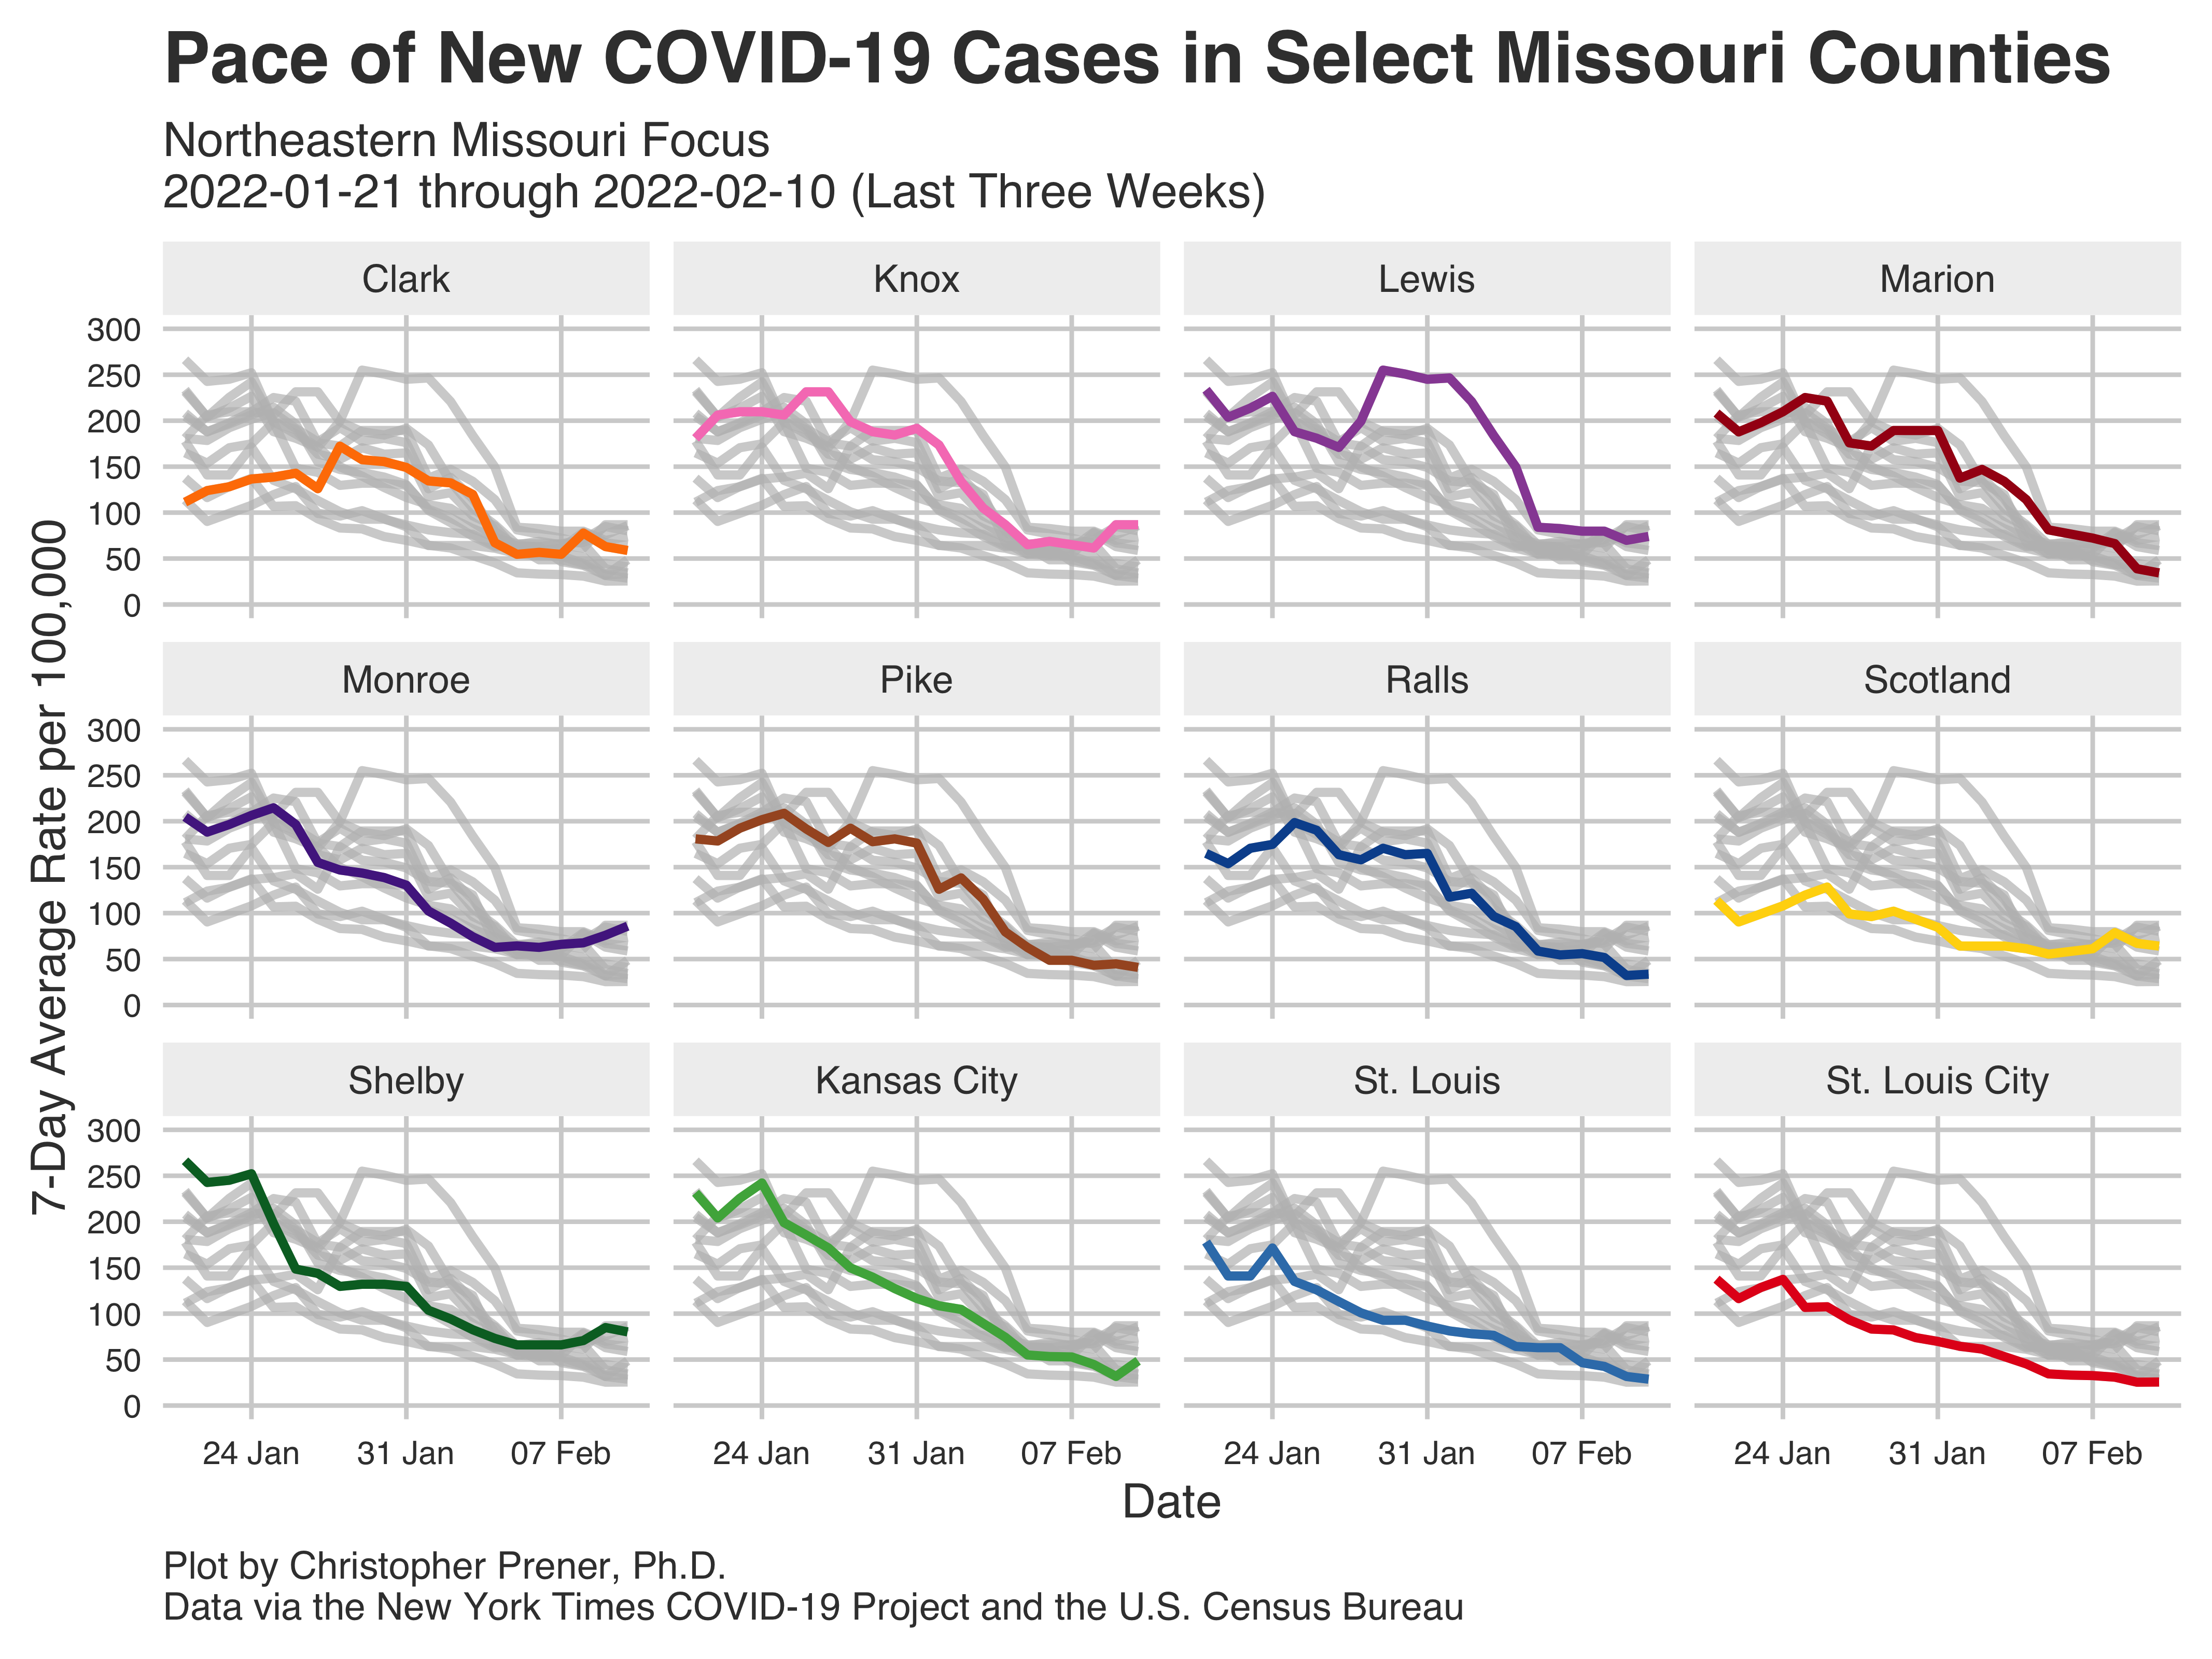 Pace of New COVID-19 Cases in Select Missouri Counties
Northeastern Missouri Focus
2022-01-21 through 2022-02-10 (Last Three Weeks)
Clark
Knox
Lewis
Marion
300
250
200
150
100
50
0
Monroe
Pike
Ralls
Scotland
300
250
200
150
100
50
0
Shelby
Kansas City
St. Louis
St. Louis City
300
250
200
150
100
50
0
7-Day Average Rate per 100,000
24 Jan
31 Jan
07 Feb
24 Jan
31 Jan
07 Feb
24 Jan
31 Jan
07 Feb
24 Jan
31 Jan
07 Feb
Date
Plot by Christopher Prener, Ph.D.
Data via the New York Times COVID-19 Project and the U.S. Census Bureau